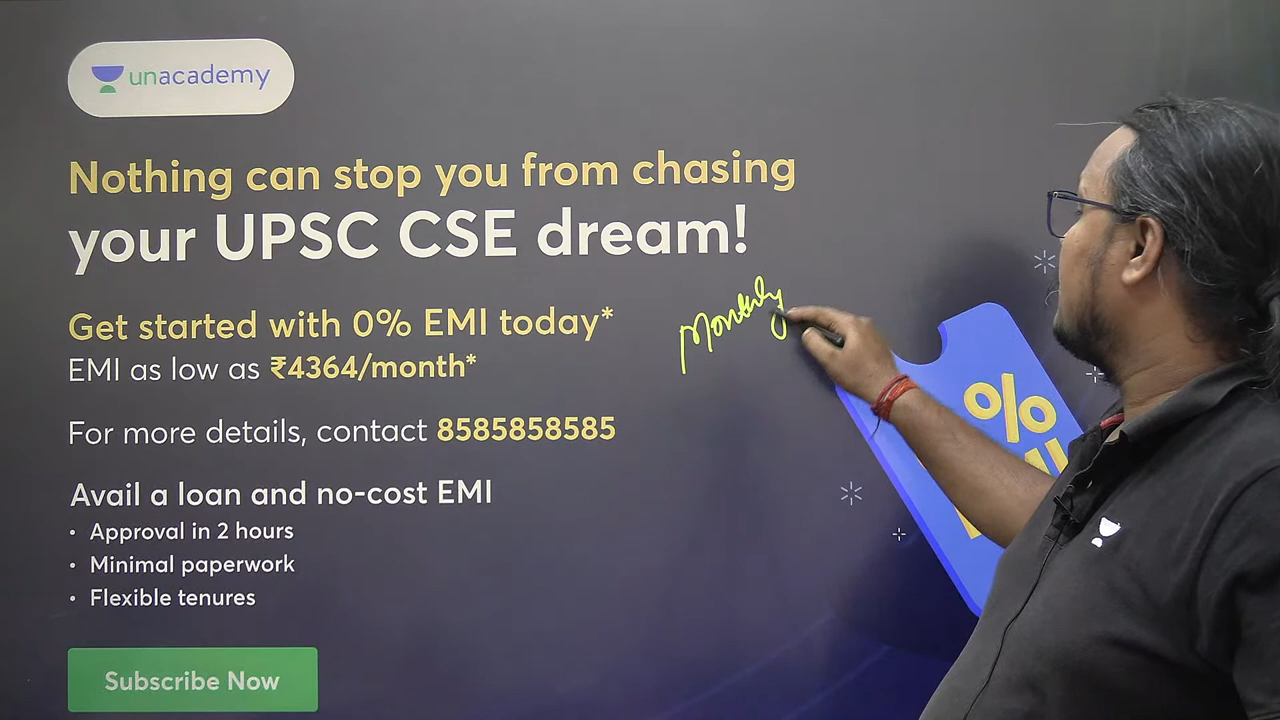 unacademy
Nothing can stop you from chasing
your UPSC CSE dream!
Get started with 0% EMI today*
EMI as low as ₹4364/month*
Monthly
For more details, contact 8585858585
Avail a loan and no-cost EMI
• Approval in 2 hours
• Minimal paperwork
• Flexible tenures
Subscribe Now
%